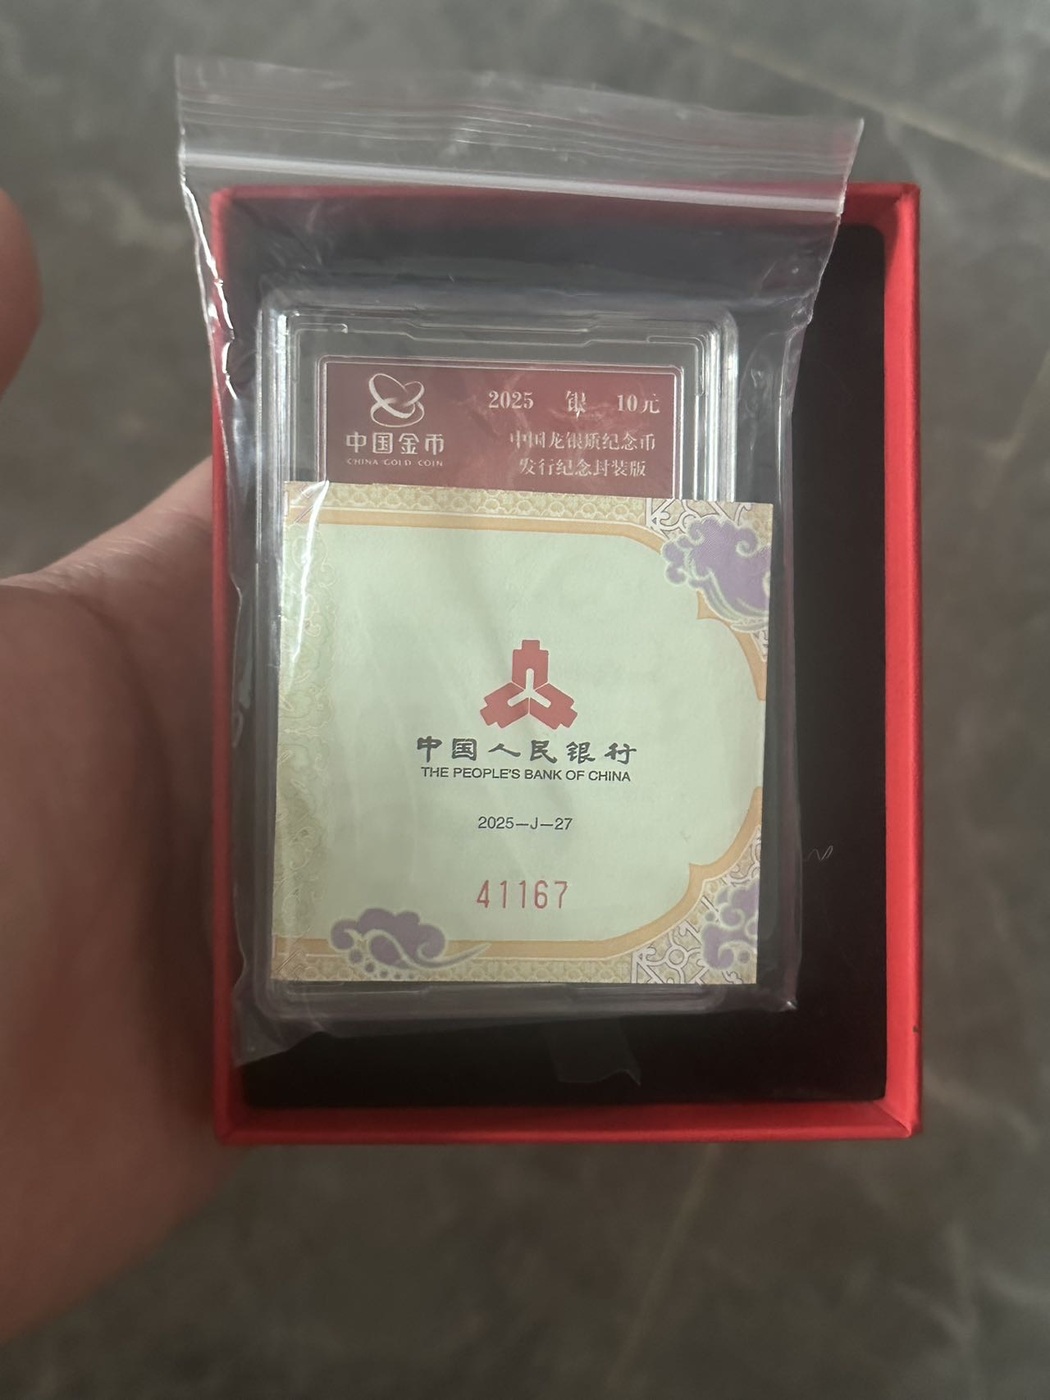 2025 银 10元
中国金币
CHINA GOLD COIN
中国龙银质纪念币
发行纪念封装版
中国人民银行
THE PEOPLE'S BANK OF CHINA
2025—J—27
41167